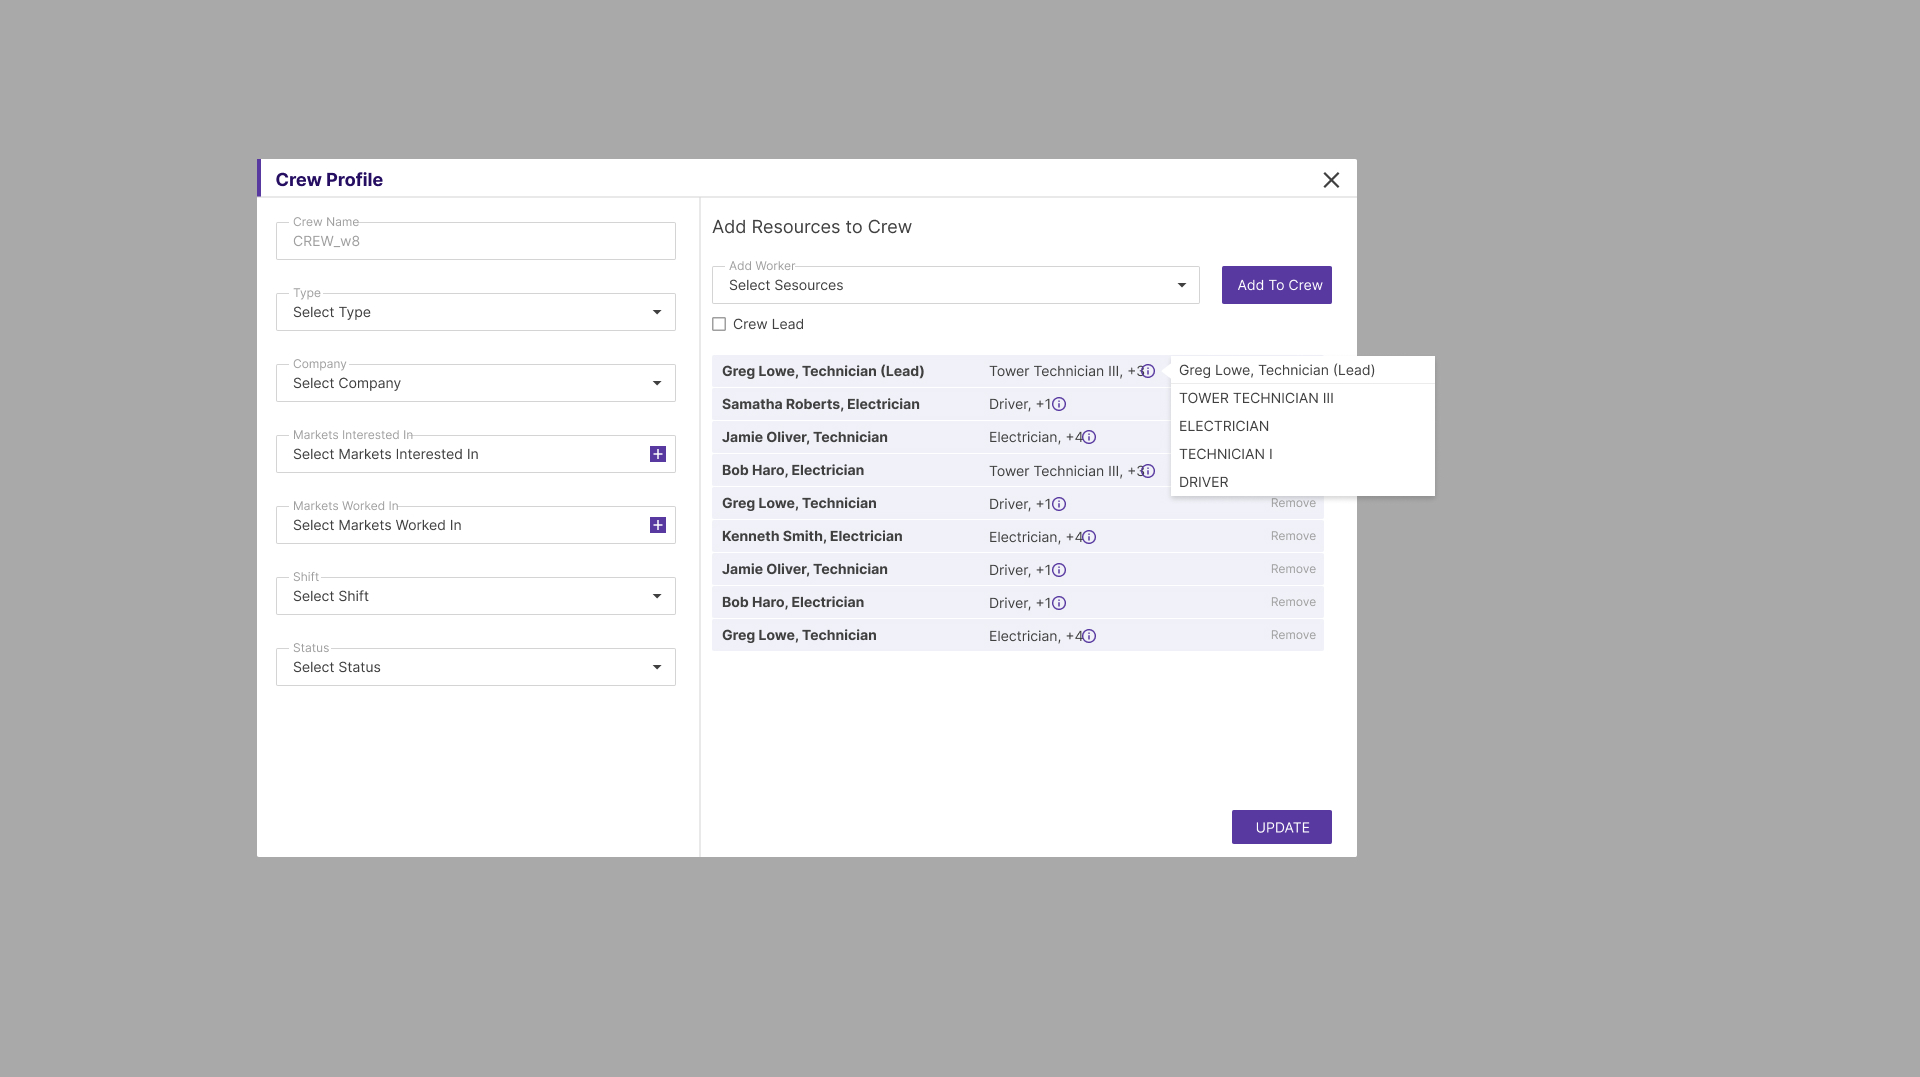 Crew Profile
Crew Name
CREW_w8
Type
Select Type
Company
Select Company
Markets Interested In
Select Markets Interested In
Markets Worked In
Select Markets Worked In
Shift
Select Shift
Status
Select Status
Add Resources to Crew
Add Worker
Select Sesources
Add To Crew
Crew Lead
Greg Lowe, Technician (Lead) Tower Technician III, +3
Samatha Roberts, Electrician Driver, +1
Jamie Oliver, Technician Electrician, +4
Bob Haro, Electrician Tower Technician III, +3
Greg Lowe, Technician Driver, +1 Remove
Kenneth Smith, Electrician Electrician, +4 Remove
Jamie Oliver, Technician Driver, +1 Remove
Bob Haro, Electrician Driver, +1 Remove
Greg Lowe, Technician Electrician, +4 Remove
Greg Lowe, Technician (Lead)
TOWER TECHNICIAN III
ELECTRICIAN
TECHNICIAN I
DRIVER
UPDATE